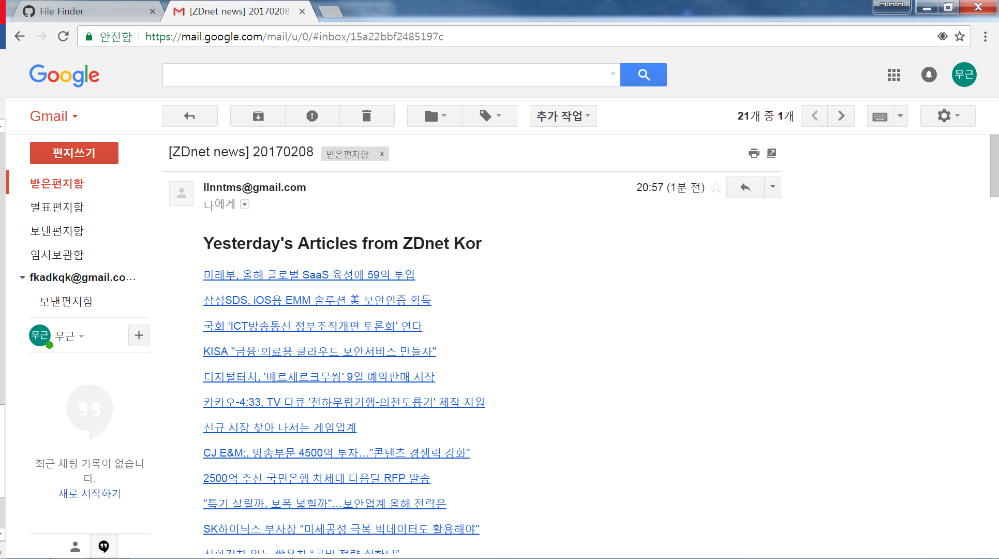 File Finder
[ZDnet news] 20170208
ㅋㅁㅁ
안전함
https://mail.google.com/mail/u/0/#inbox/15a22bbf2485197c
Google
무근
Gmail
추가 작업
21개 중 1개
편지쓰기
[ZDnet news] 20170208
받은편지함 x
받은편지함
llnntms@gmail.com
20:57 (1분 전)
나에게
별표편지함
보낸편지함
임시보관함
fkadkqk@gmail.co…
보낸편지함
무근
무근
최근 채팅 기록이 없습니
다.
새로 시작하기
Yesterday's Articles from ZDnet Kor
미래부, 올해 글로벌 SaaS 육성에 59억 투입
삼성SDS, iOS용 EMM 솔루션 美 보안인증 획득
국회 ‘ICT방송통신 정부조직개편 토론회’ 연다
KISA "금융·의료용 클라우드 보안서비스 만들자"
디지털터치, '베르세르크무쌍' 9일 예약판매 시작
카카오-4:33, TV 다큐 '천하무림기행-의천도룡기' 제작 지원
신규 시장 찾아 나서는 게임업계
CJ E&M;, 방송부문 4500억 투자…"콘텐츠 경쟁력 강화"
2500억 추산 국민은행 차세대 다음달 RFP 발송
"특기 살릴까, 보폭 넓힐까"…보안업계 올해 전략은
SK하이닉스 부사장 “미세공정 극복 빅데이터도 활용해야"